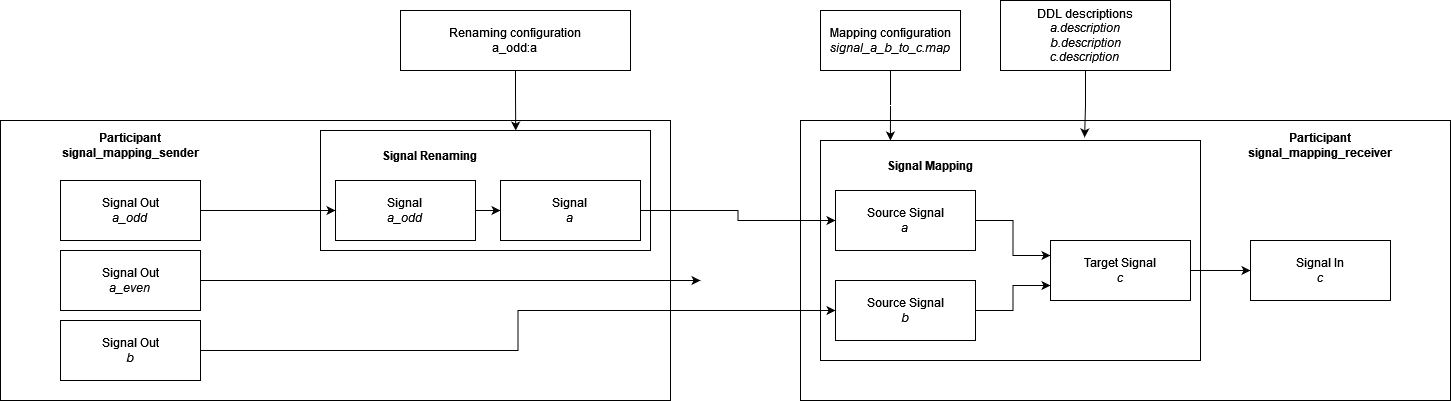 Renaming configuration
a_odd:a
Mapping configuration
signal_a_b_to_c.map
DDL descriptions
a.description
b.description
c.description
Participant
signal_mapping_sender
Signal Renaming
Signal Out
a_odd
Signal
a_odd
Signal
a
Signal Out
a_even
Signal Out
b
Participant
signal_mapping_receiver
Signal Mapping
Source Signal
a
Source Signal
b
Target Signal
c
Signal In
c